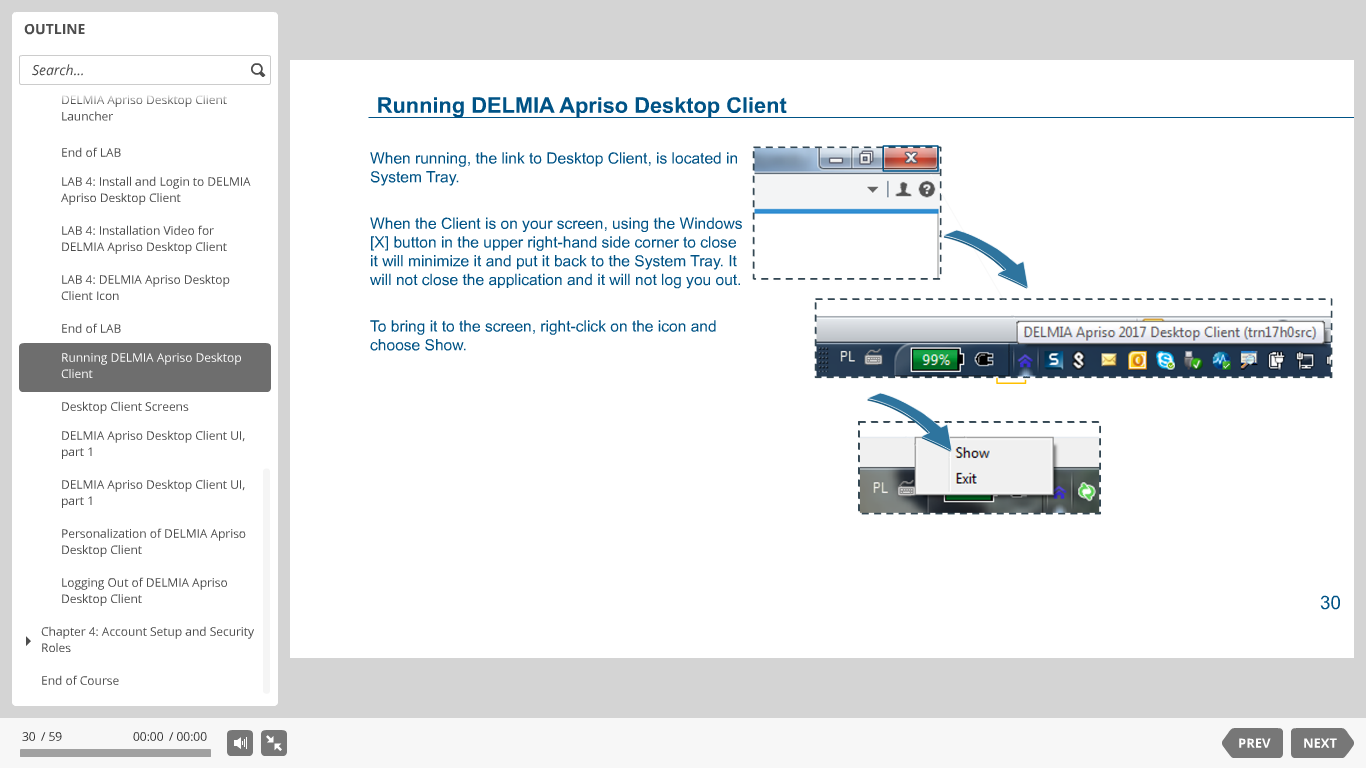 OUTLINE
Search...
DELMIA Apriso Desktop Client
Launcher
End of LAB
LAB 4: Install and Login to DELMIA
Apriso Desktop Client
LAB 4: Installation Video for
DELMIA Apriso Desktop Client
LAB 4: DELMIA Apriso Desktop
Client Icon
End of LAB
Running DELMIA Apriso Desktop
Client
Desktop Client Screens
DELMIA Apriso Desktop Client UI,
part 1
DELMIA Apriso Desktop Client UI,
part 1
Personalization of DELMIA Apriso
Desktop Client
Logging Out of DELMIA Apriso
Desktop Client
Chapter 4: Account Setup and Security
Roles
End of Course
Running DELMIA Apriso Desktop Client
When running, the link to Desktop Client, is located in
System Tray.
When the Client is on your screen, using the Windows
[X] button in the upper right-hand side corner to close
it will minimize it and put it back to the System Tray. It
will not close the application and it will not log you out.
To bring it to the screen, right-click on the icon and
choose Show.
DELMIA Apriso 2017 Desktop Client (trn17h0src)
PL
99%
Show
Exit
PL
30
30 / 59
00:00 / 00:00
PREV
NEXT